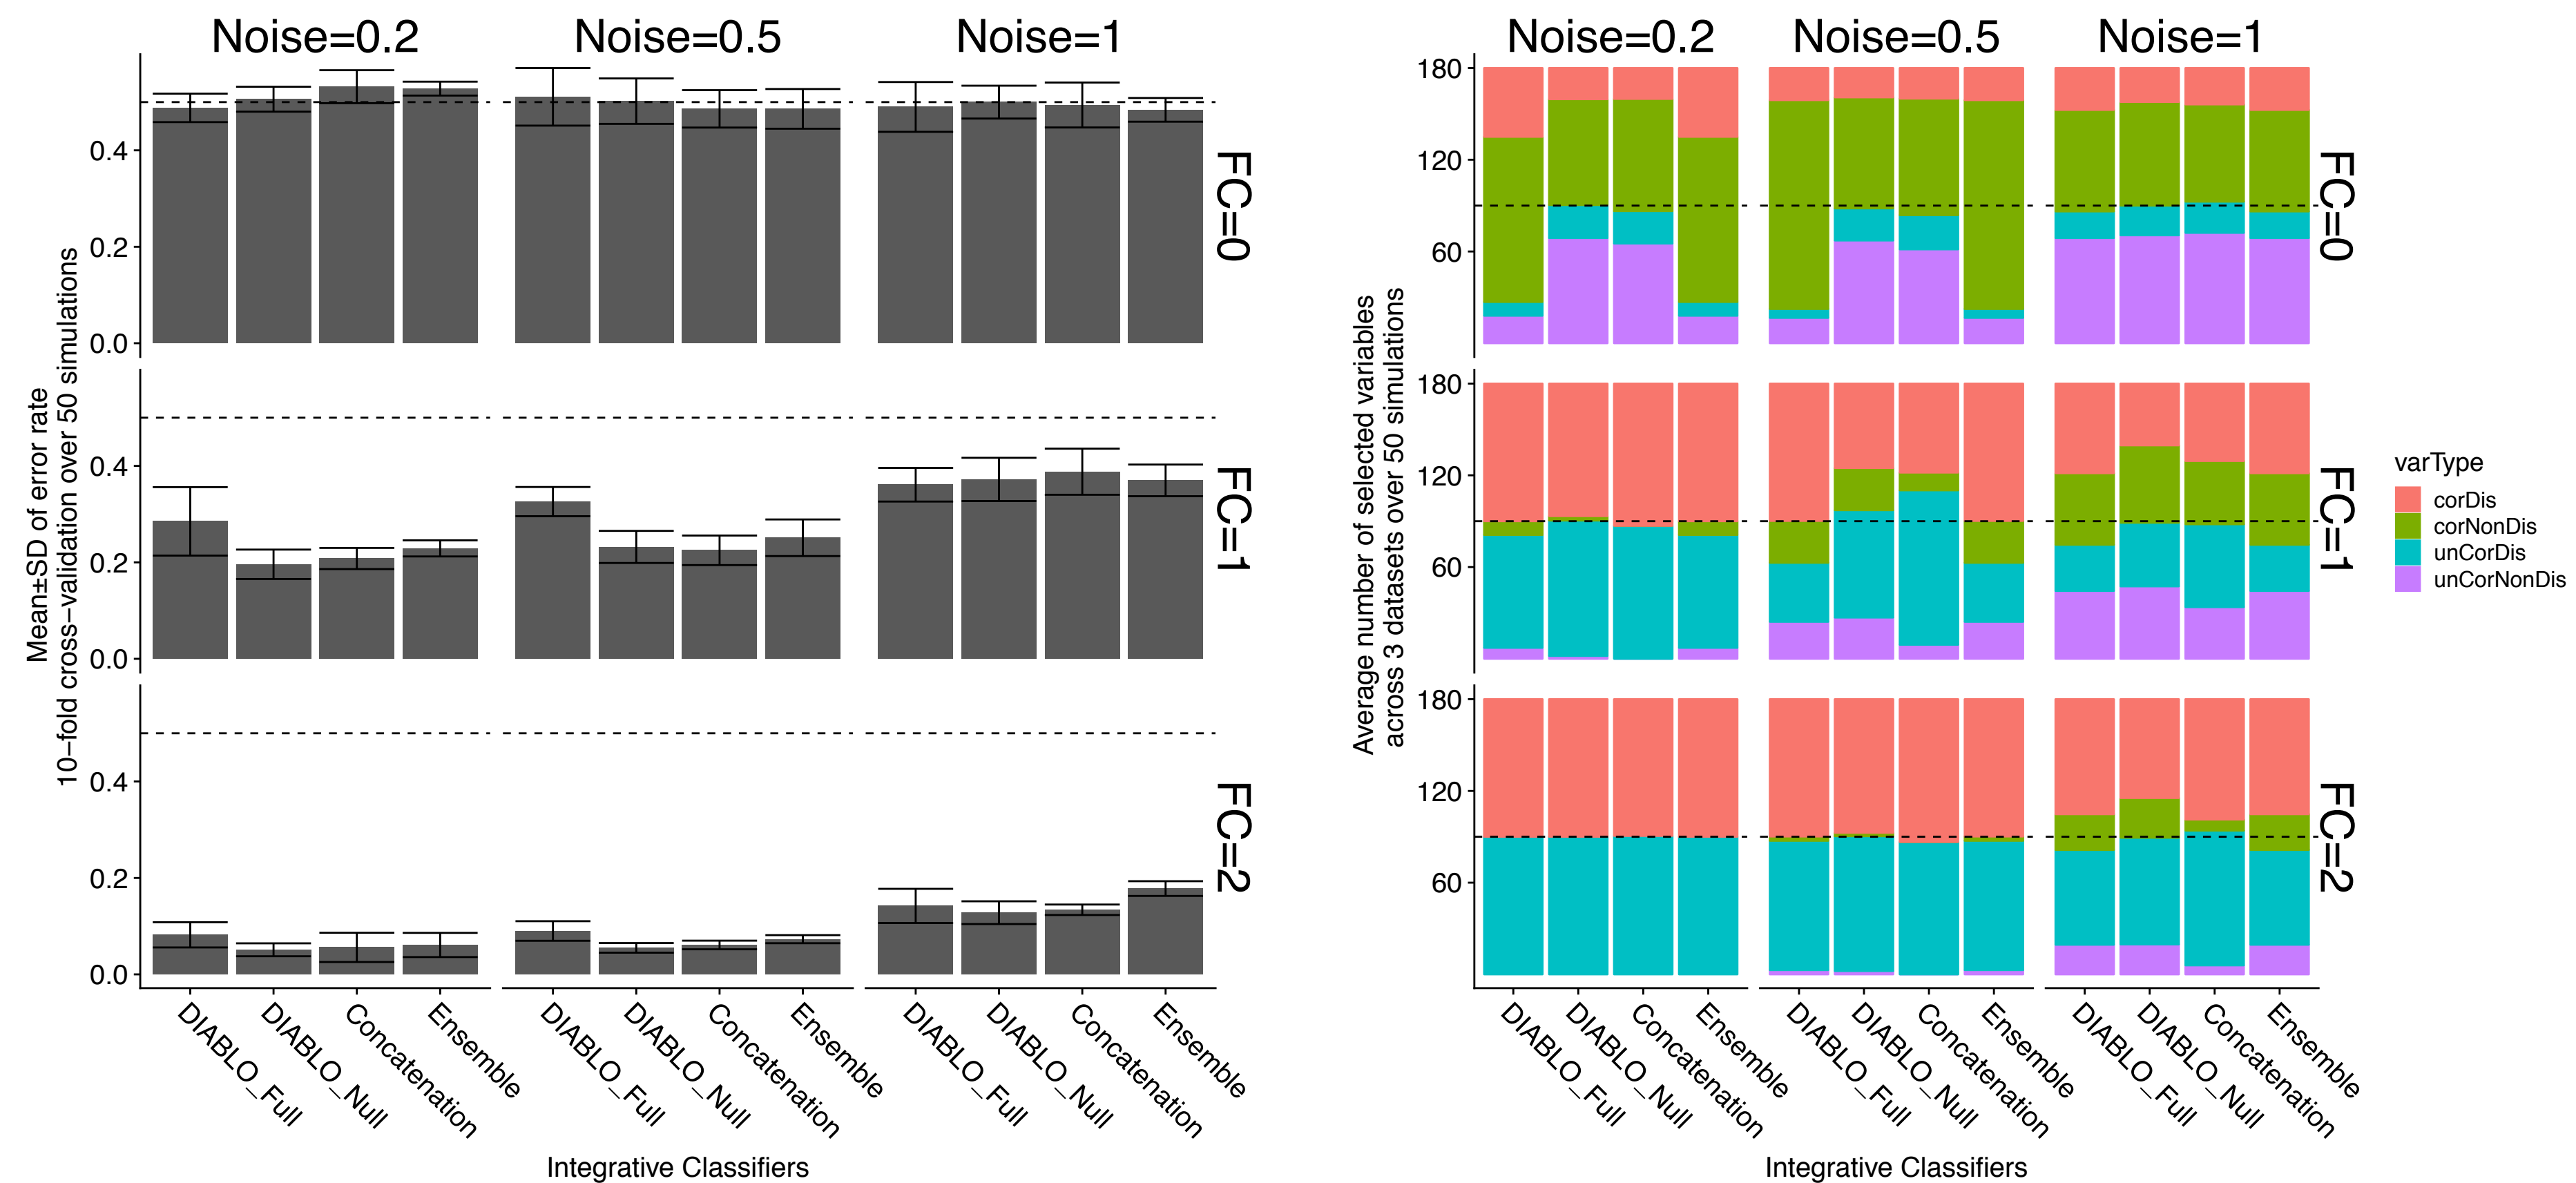 Noise=0.2 Noise=0.5 Noise=1
Mean±SD of error rate
10−fold cross−validation over 50 simulations
0.4
0.2
0.0
FC=0
0.4
0.2
0.0
FC=1
0.4
0.2
0.0
FC=2
DIABLO_Full
DIABLO_Null
Concatenation
Ensemble
DIABLO_Full
DIABLO_Null
Concatenation
Ensemble
DIABLO_Full
DIABLO_Null
Concatenation
Ensemble
Integrative Classifiers
Noise=0.2 Noise=0.5 Noise=1
Average number of selected variables
across 3 datasets over 50 simulations
180
120
60
FC=0
180
120
60
FC=1
180
120
60
FC=2
DIABLO_Full
DIABLO_Null
Concatenation
Ensemble
DIABLO_Full
DIABLO_Null
Concatenation
Ensemble
DIABLO_Full
DIABLO_Null
Concatenation
Ensemble
Integrative Classifiers
varType
corDis
corNonDis
unCorDis
unCorNonDis